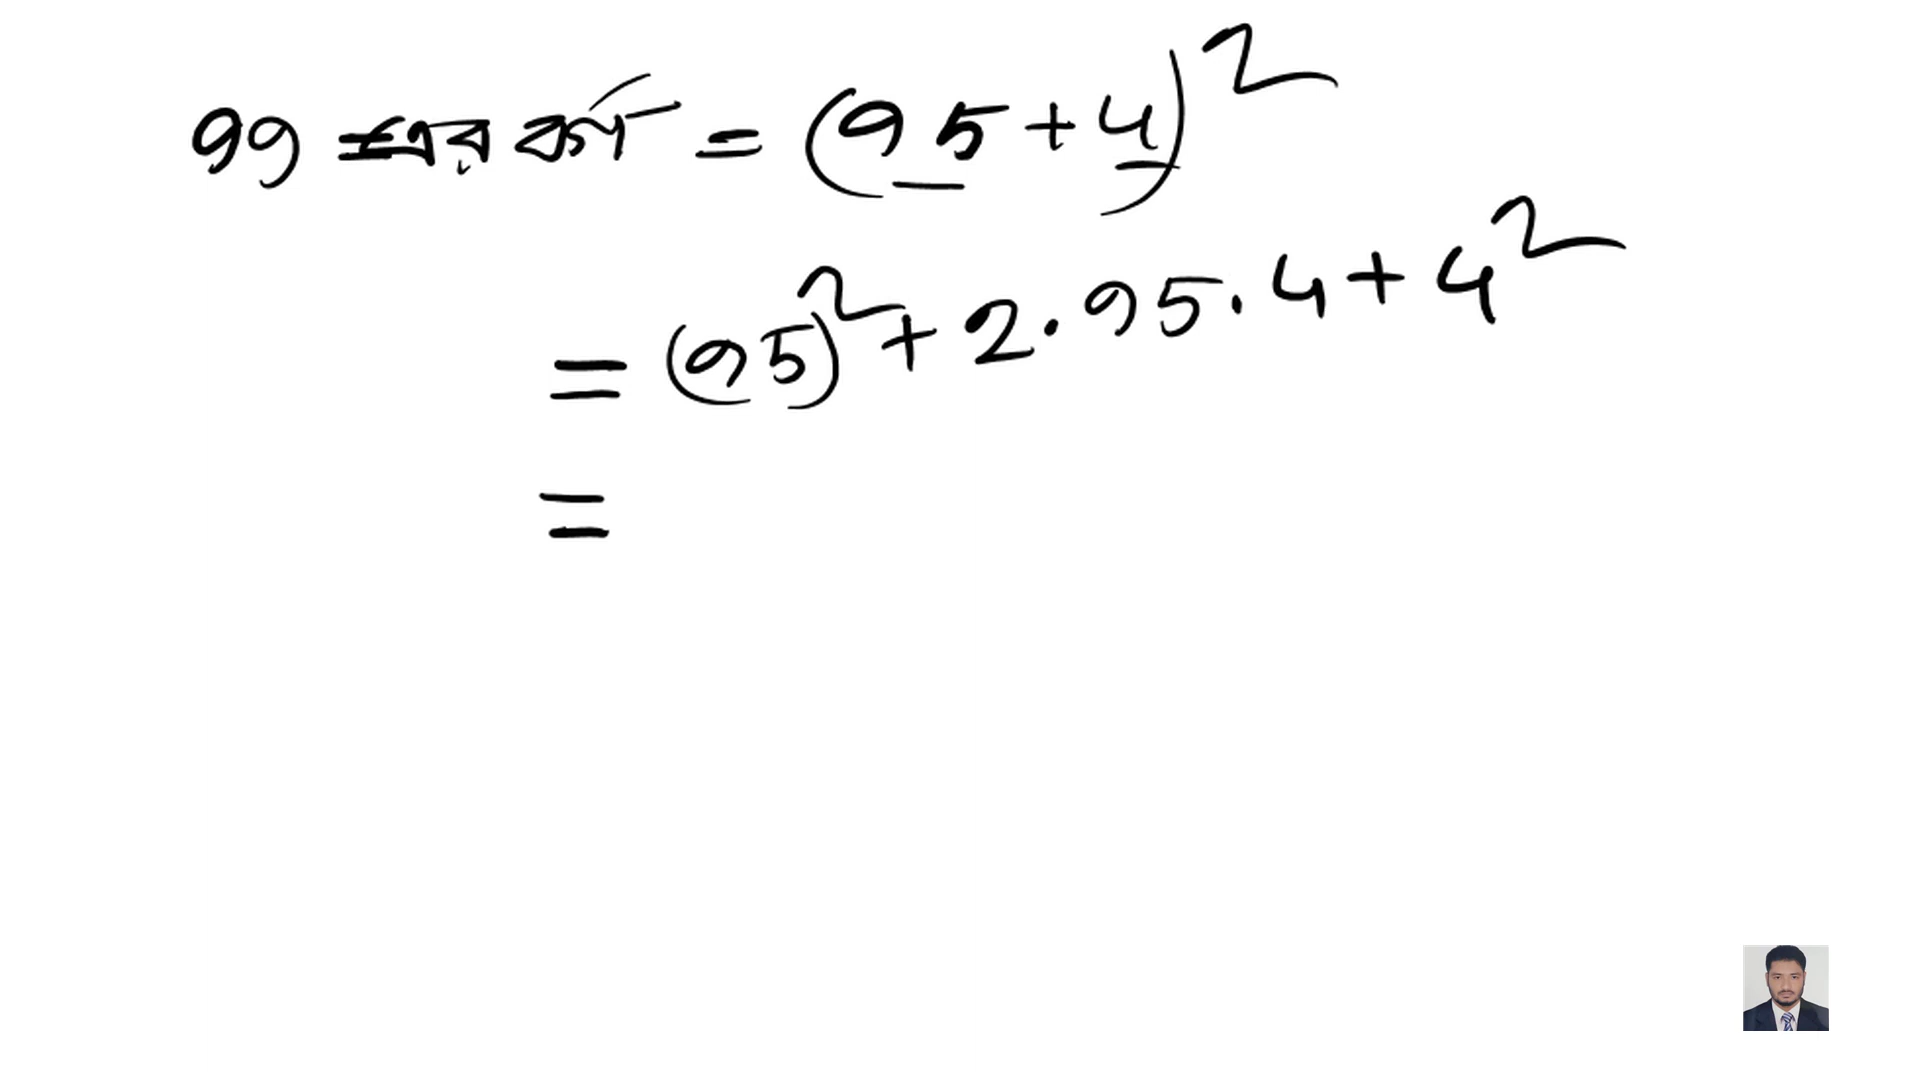 99 এর বর্গ = (95+4)²
= (95)² + 2.95.4 + 4²
=